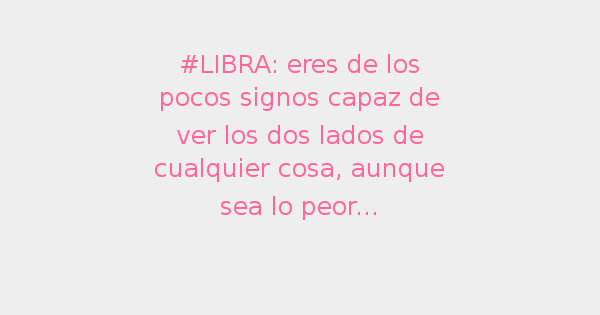 #LIBRA: eres de los
pocos signos capaz de
ver los dos lados de
cualquier cosa, aunque
sea lo peor...